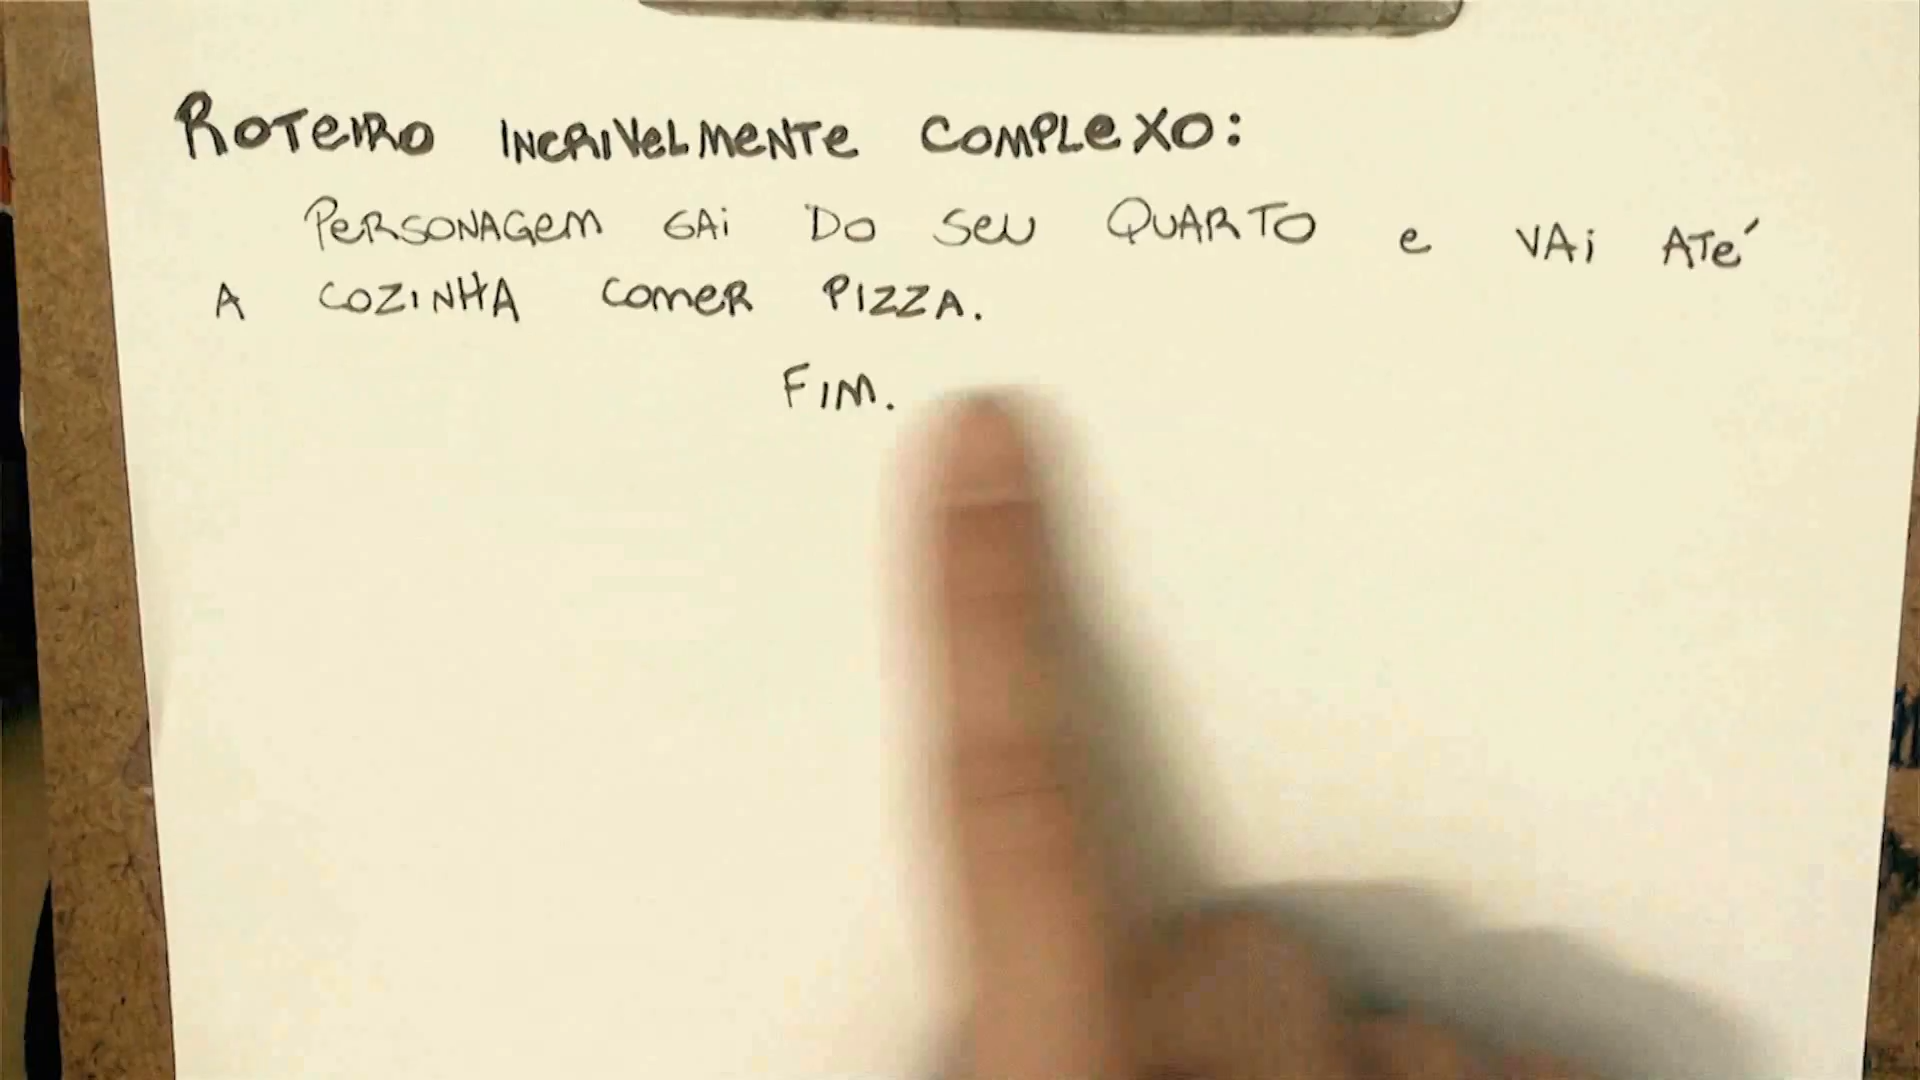 ROTEIRO INCRIVELMENTE COMPLEXO:
PERSONAGEM SAI DO SEU QUARTO E VAI ATÉ
A COZINHA COMER PIZZA.
FIM.